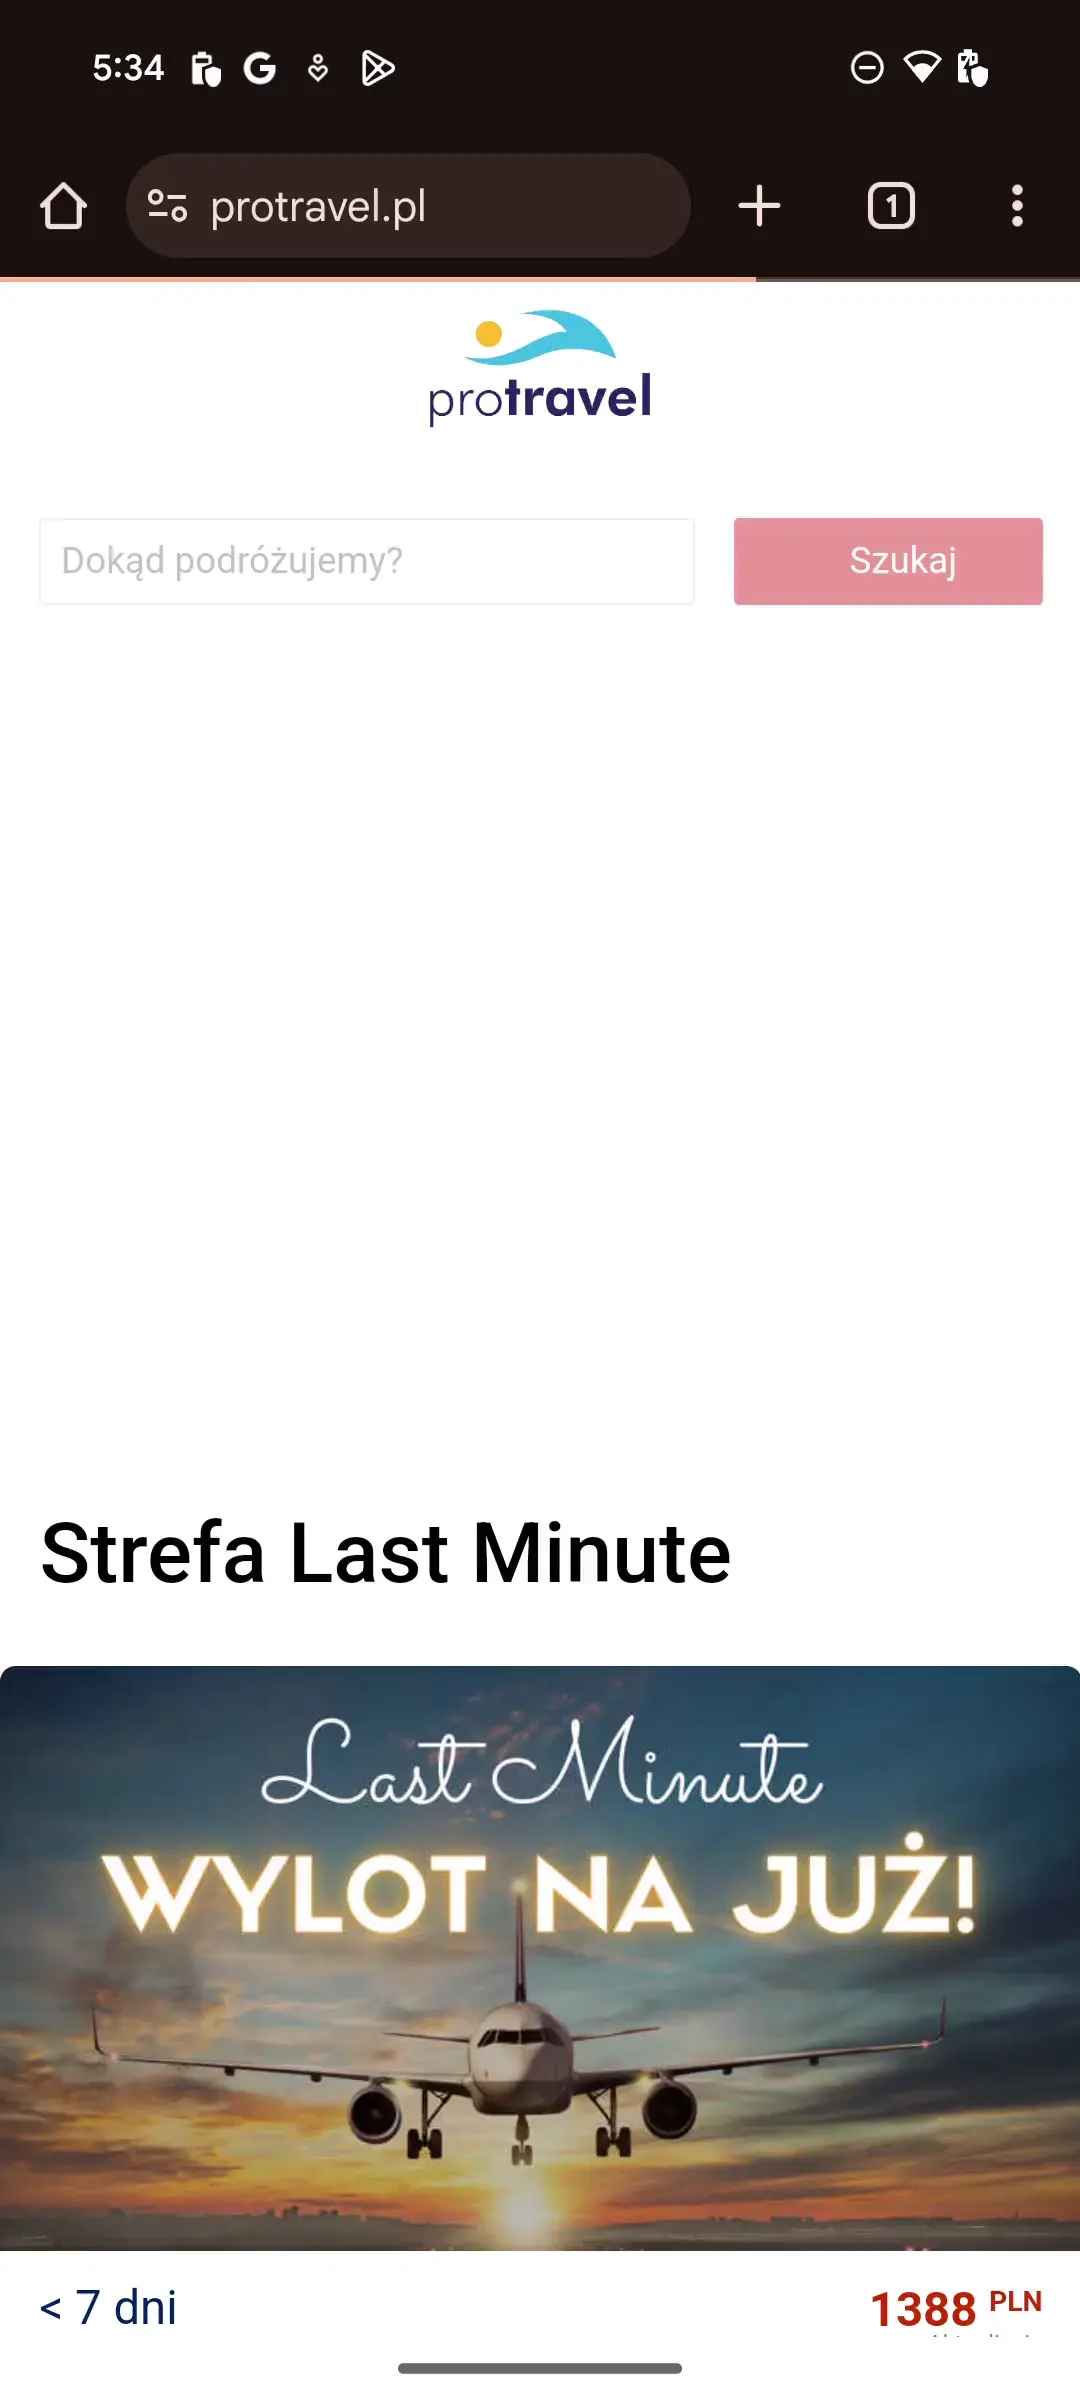 5:34
protravel.pl
1
protravel
Dokąd podróżujemy?
Szukaj
Strefa Last Minute
Last Minute
WYLOT NA JUŻ!
< 7 dni
1388 PLN